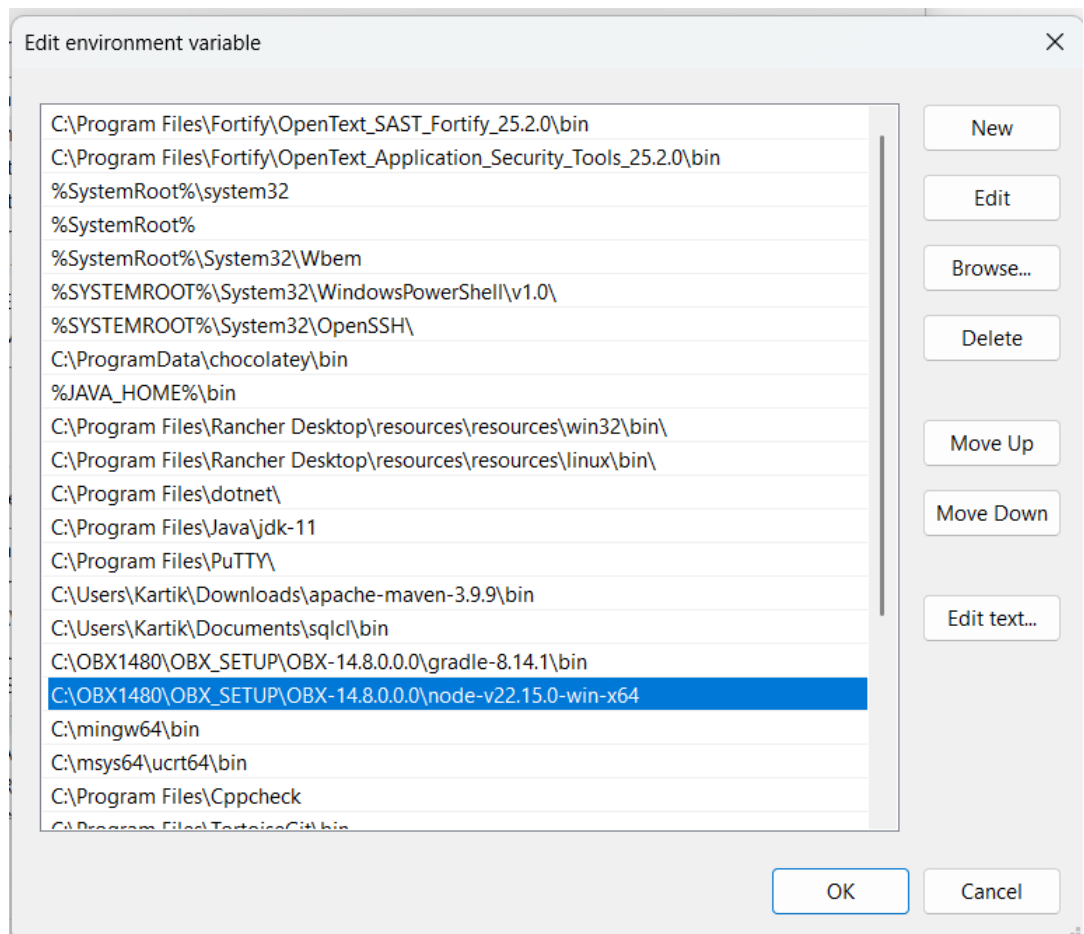 Edit environment variable
C:\Program Files\Fortify\OpenText_SAST_Fortify_25.2.0\bin
New
C:\Program Files\Fortify\OpenText_Application_Security_Tools_25.2.0\bin
%SystemRoot%\system32
Edit
%SystemRoot%
%SystemRoot%\System32\Wbem
Browse...
%SYSTEMROOT%\System32\WindowsPowerShell\v1.0\
%SYSTEMROOT%\System32\OpenSSH\
Delete
C:\ProgramData\chocolatey\bin
%JAVA_HOME%\bin
C:\Program Files\Rancher Desktop\resources\resources\win32\bin\
Move Up
C:\Program Files\Rancher Desktop\resources\resources\linux\bin\
C:\Program Files\dotnet\
Move Down
C:\Program Files\Java\jdk-11
C:\Program Files\PuTTY\
C:\Users\Kartik\Downloads\apache-maven-3.9.9\bin
Edit text...
C:\Users\Kartik\Documents\sqlcl\bin
C:\OBX1480\OBX_SETUP\OBX-14.8.0.0.0\gradle-8.14.1\bin
C:\OBX1480\OBX_SETUP\OBX-14.8.0.0.0\node-v22.15.0-win-x64
C:\mingw64\bin
C:\msys64\ucrt64\bin
C:\Program Files\Cppcheck
C:\Program Files\TortoiseGit\bin
OK
Cancel